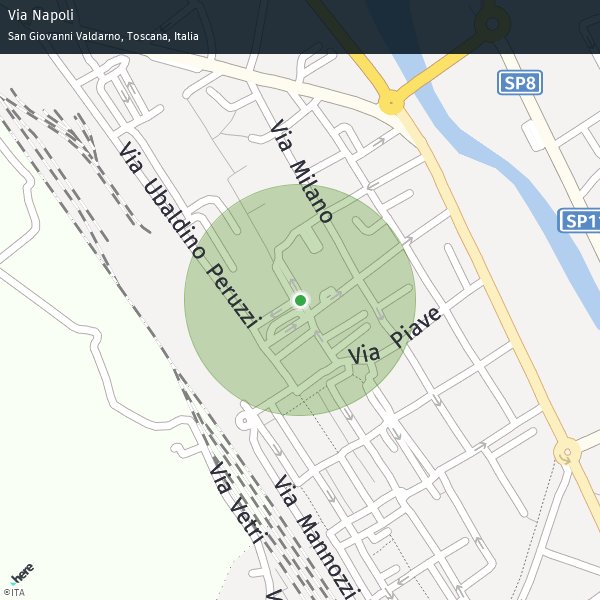 Via Napoli
San Giovanni Valdarno, Toscana, Italia
SP8
Via Milano
Via Ubaldino Peruzzi
SP11
Via Piave
Via Vetri
Via Mannozzi
here
©ITA